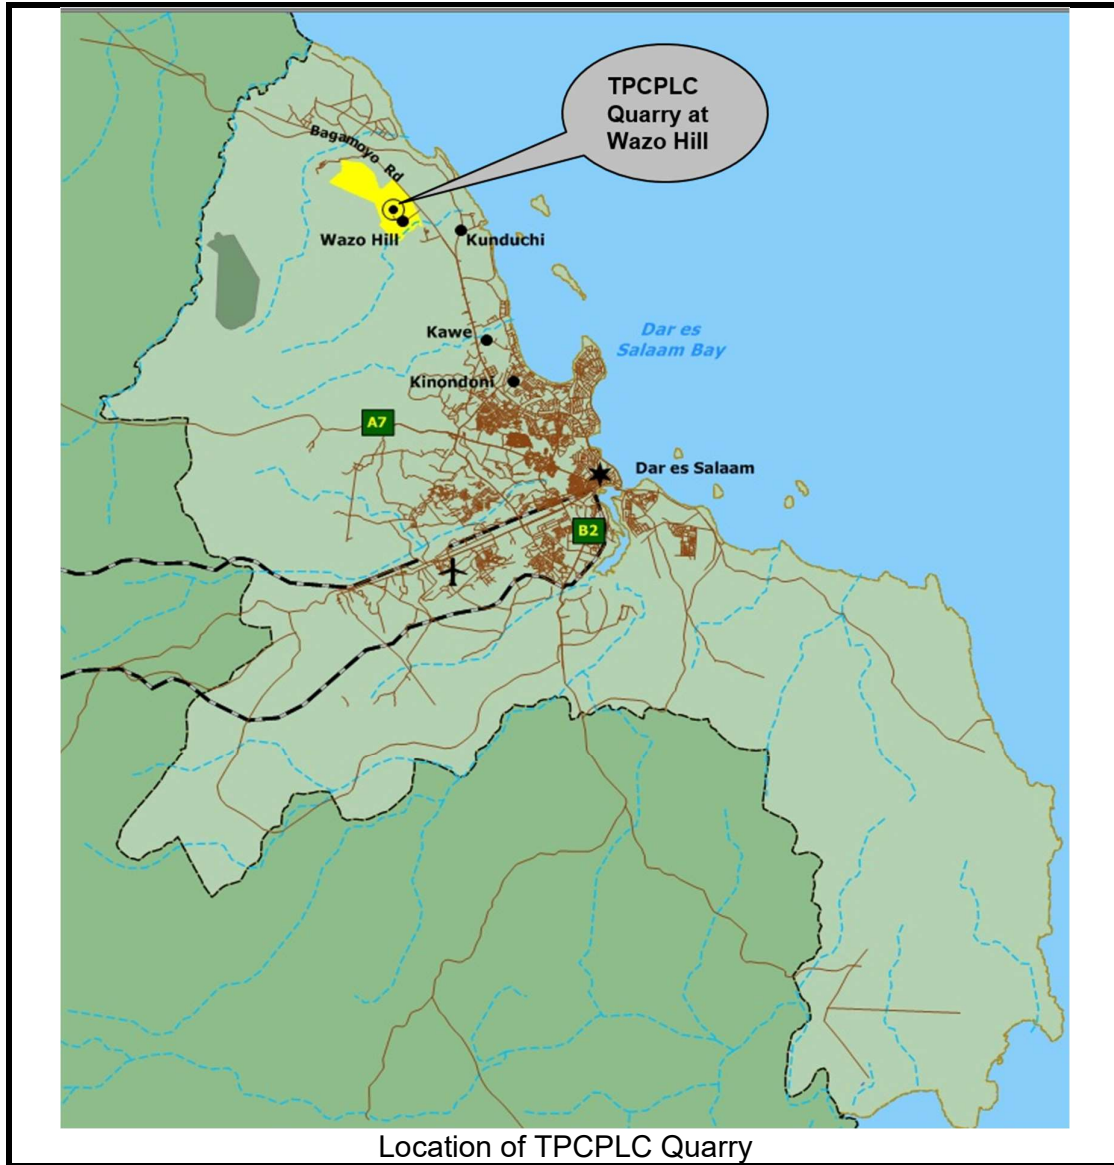 TPCPLC
Quarry at
Wazo Hill
Bagamoyo Rd
Wazo Hill
Kunduchi
Kawe
Dar es
Salaam Bay
Kinondoni
A7
Dar es Salaam
B2
Location of TPCPLC Quarry